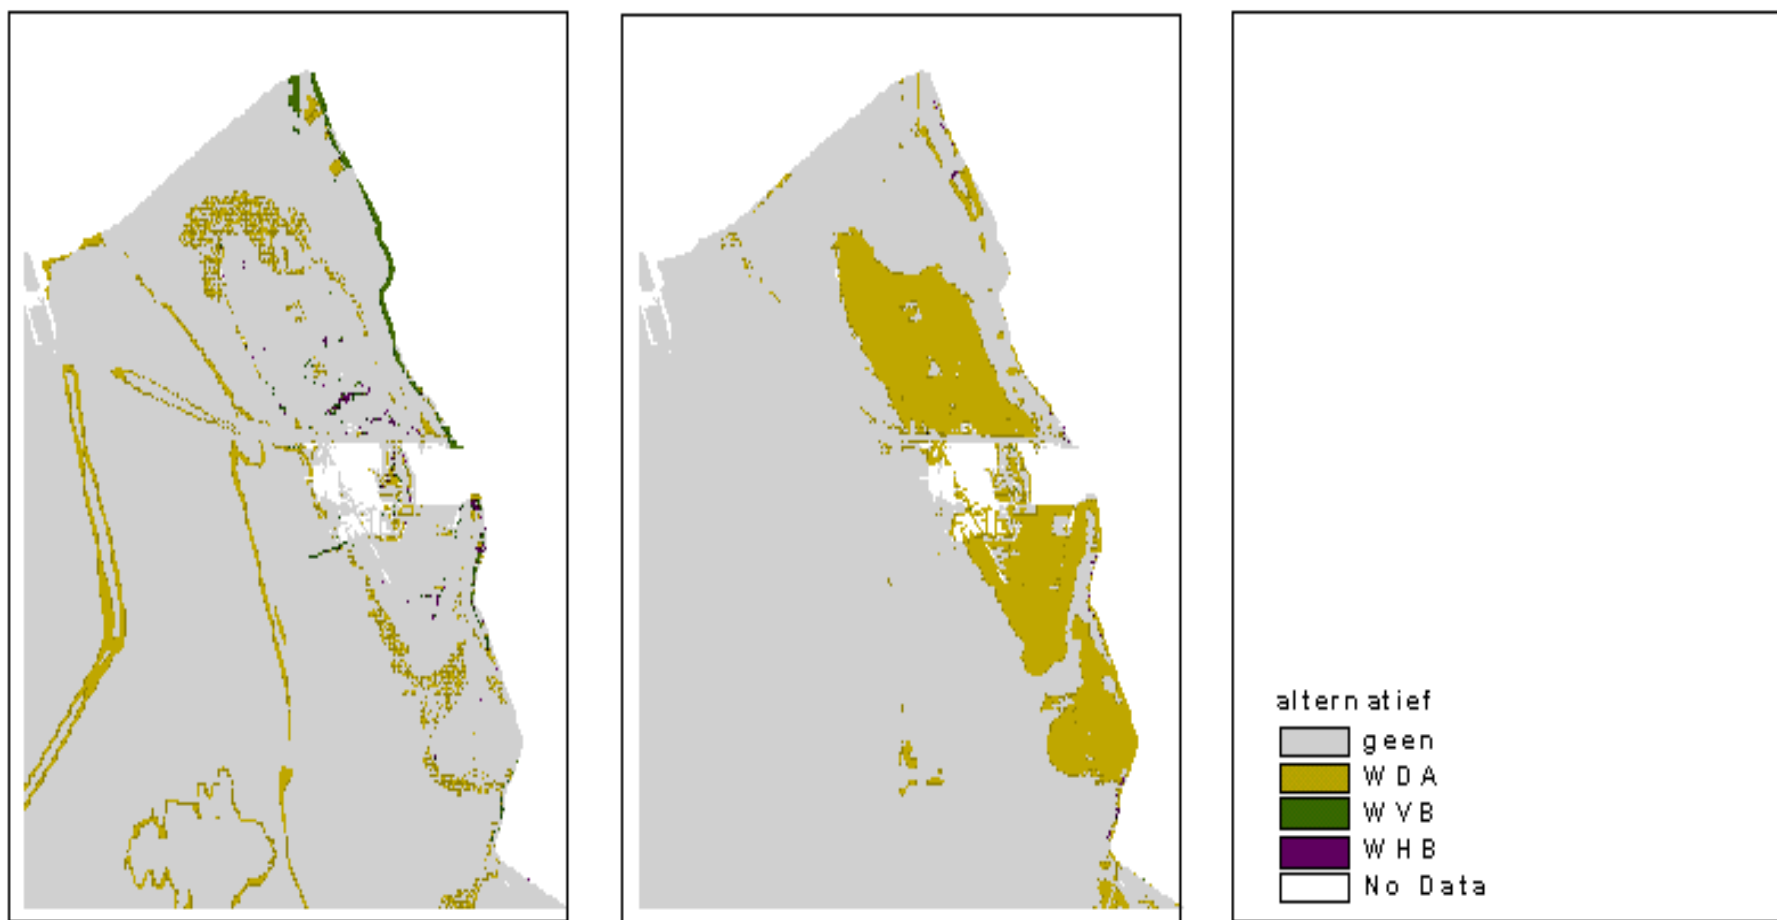 alternatief
geen
WDA
WVB
WHB
No Data